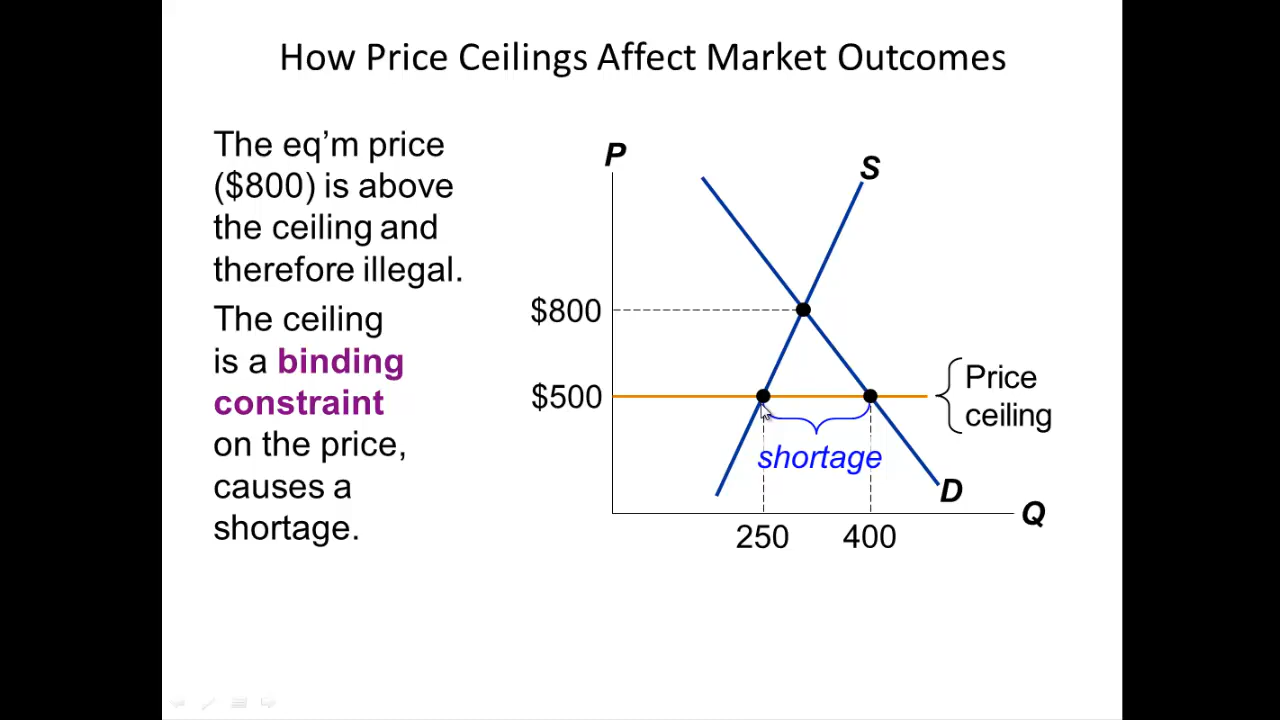 How Price Ceilings Affect Market Outcomes
The eq’m price
($800) is above
the ceiling and
therefore illegal.
The ceiling
is a binding
constraint
on the price,
causes a
shortage.
P
S
$800
$500
Price
ceiling
shortage
D
Q
250 400